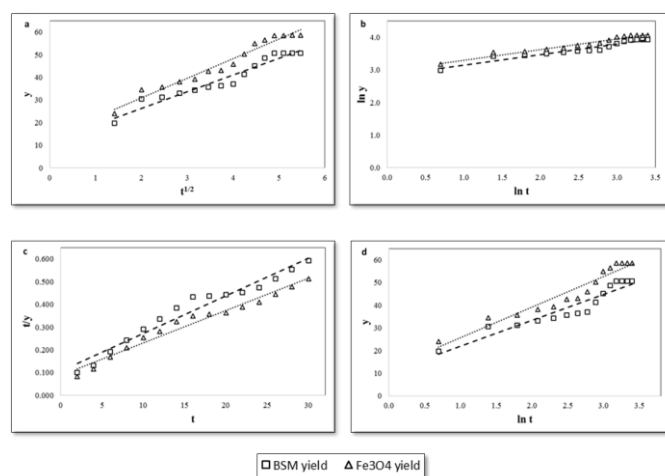 a
y
60
50
40
30
20
10
0
0 1 2 3 4 5 6
t1/2
b
ln y
4.0
3.0
2.0
1.0
0.0
0.0 0.5 1.0 1.5 2.0 2.5 3.0 3.5
ln t
c
t/y
0.600
0.500
0.400
0.300
0.200
0.100
0.000
0 5 10 15 20 25 30
t
d
y
60
50
40
30
20
10
0
0.0 0.5 1.0 1.5 2.0 2.5 3.0 3.5
ln t
BSM yield Fe3O4 yield